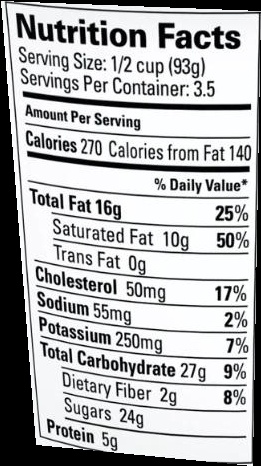 Nutrition Facts
Serving Size: 1/2 cup (93g)
Servings Per Container: 3.5
Amount Per Serving
Calories 270 Calories from Fat 140
% Daily Value*
Total Fat 16g 25%
Saturated Fat 10g 50%
Trans Fat 0g
Cholesterol 50mg 17%
Sodium 55mg 2%
Potassium 250mg 7%
Total Carbohydrate 27g 9%
Dietary Fiber 2g 8%
Sugars 24g
Protein 5g